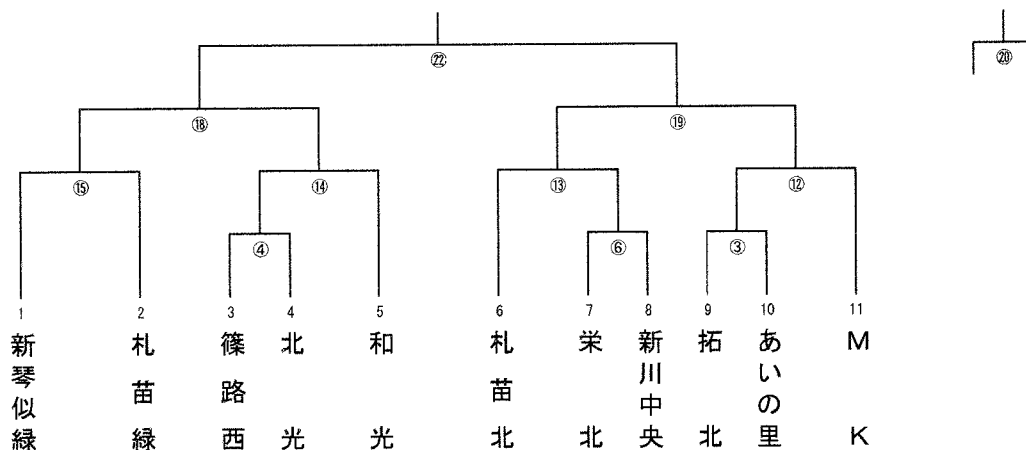 ㉒
⑳
⑱
⑲
⑮
⑭
⑬
⑫
④
⑥
③
1
2
3
4
5
6
7
8
9
10
11
新琴似緑
札苗緑
篠路西
北光
和光
札苗北
栄北
新川中央
拓北
あいの里
MK